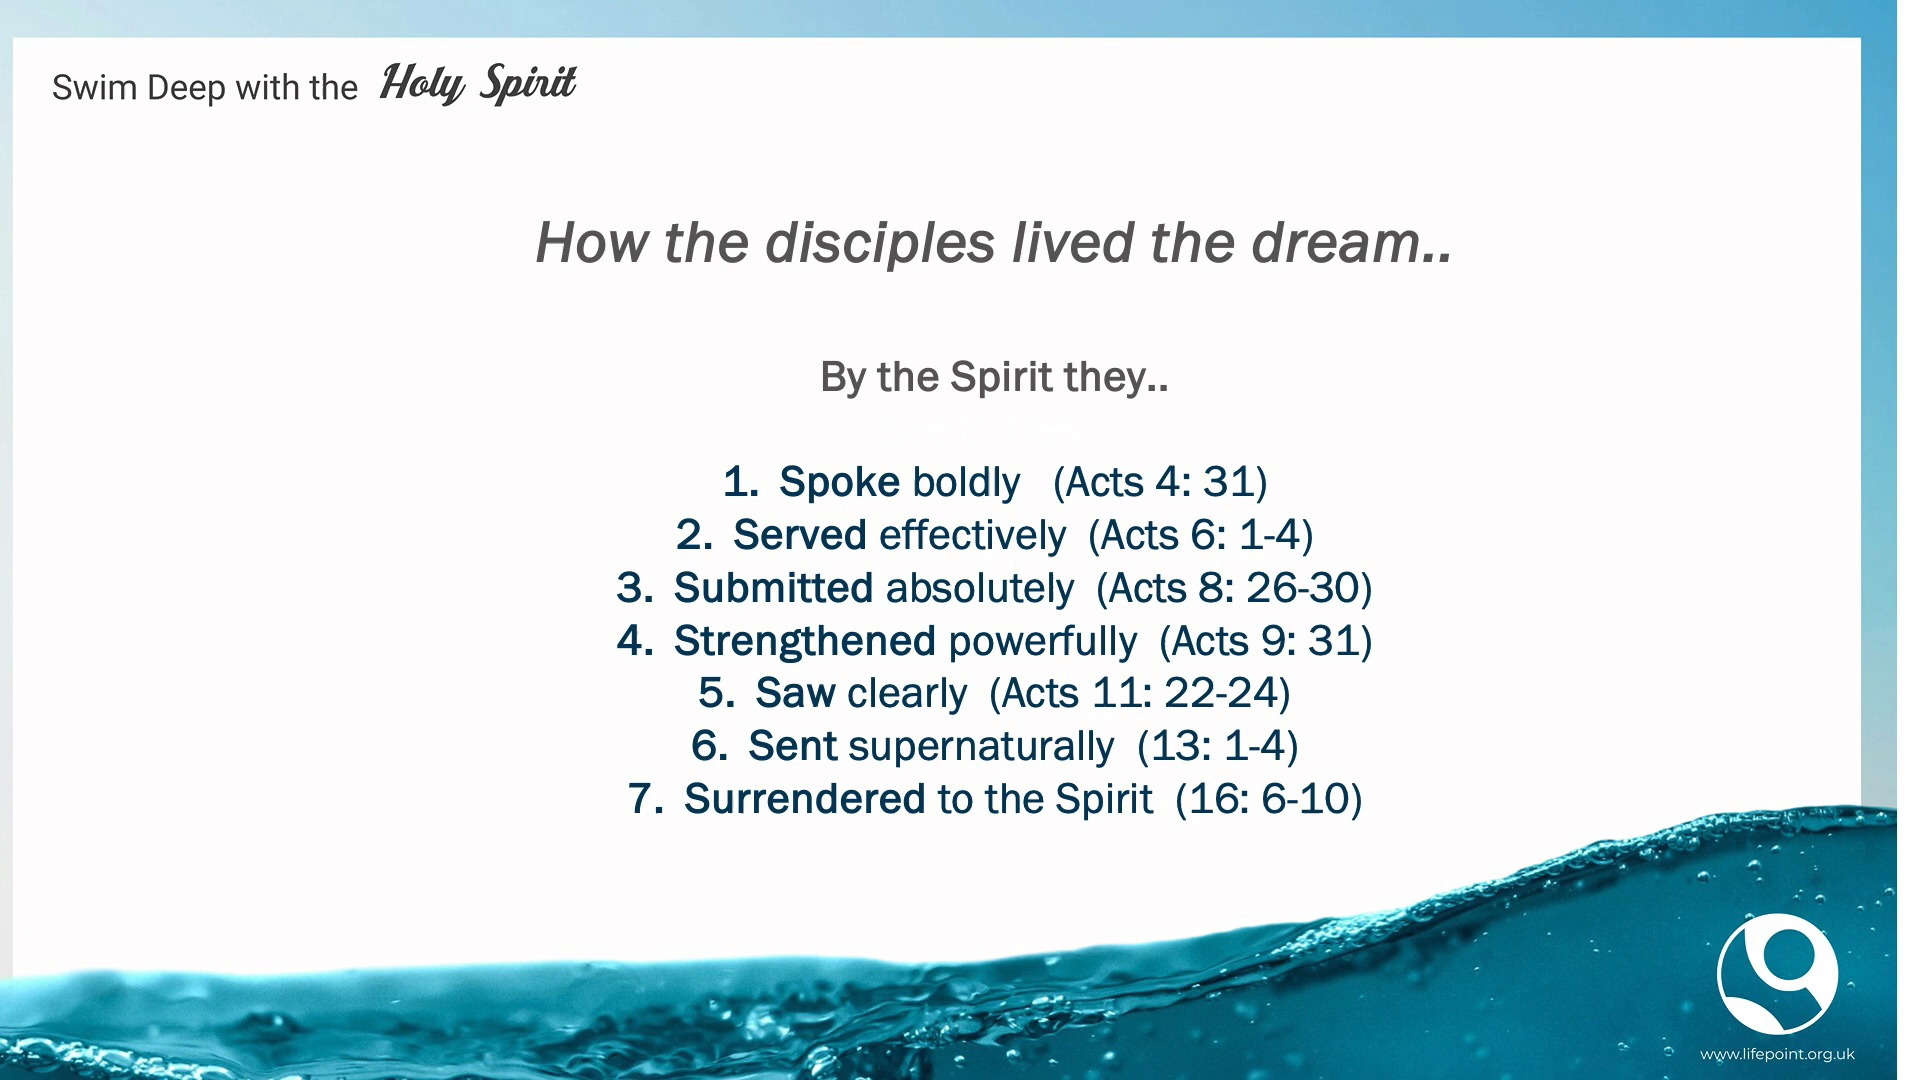 Swim Deep with the Holy Spirit
How the disciples lived the dream..
By the Spirit they..
1. Spoke boldly (Acts 4: 31)
2. Served effectively (Acts 6: 1-4)
3. Submitted absolutely (Acts 8: 26-30)
4. Strengthened powerfully (Acts 9: 31)
5. Saw clearly (Acts 11: 22-24)
6. Sent supernaturally (13: 1-4)
7. Surrendered to the Spirit (16: 6-10)
www.lifepoint.org.uk